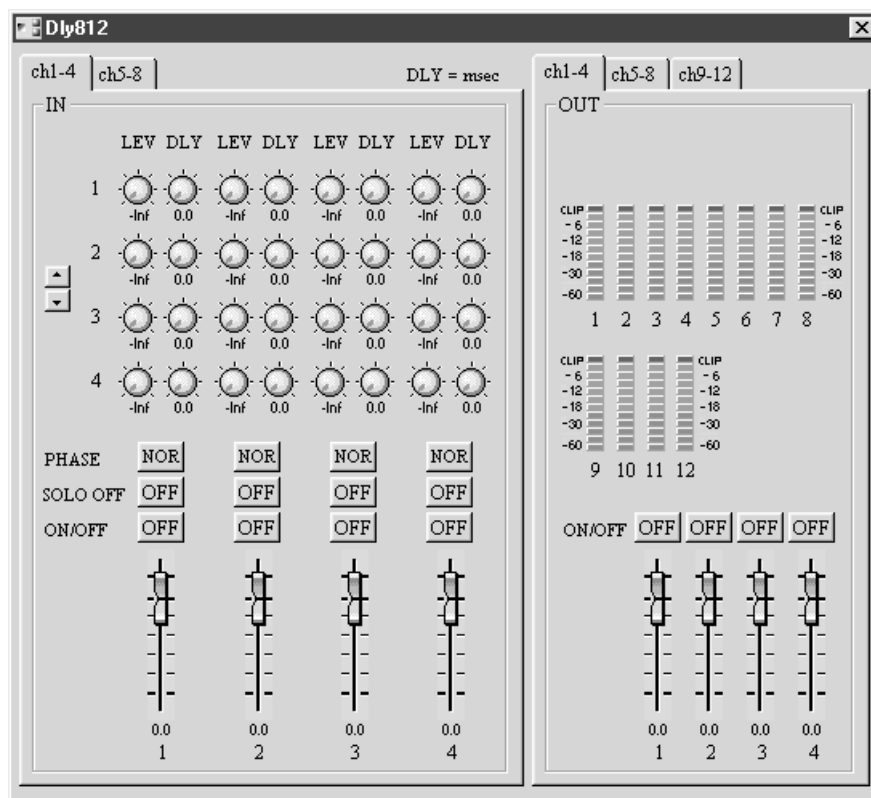 Dly812
ch1-4 ch5-8 DLY = msec
IN
LEV DLY LEV DLY LEV DLY LEV DLY
1
-Inf 0.0 -Inf 0.0 -Inf 0.0 -Inf 0.0
2
-Inf 0.0 -Inf 0.0 -Inf 0.0 -Inf 0.0
3
-Inf 0.0 -Inf 0.0 -Inf 0.0 -Inf 0.0
4
-Inf 0.0 -Inf 0.0 -Inf 0.0 -Inf 0.0
PHASE NOR NOR NOR NOR
SOLO OFF OFF OFF OFF OFF
ON/OFF OFF OFF OFF OFF
0.0 0.0 0.0 0.0
1 2 3 4
ch1-4 ch5-8 ch9-12
OUT
CLIP CLIP
-6 -6
-12 -12
-18 -18
-30 -30
-60 -60
1 2 3 4 5 6 7 8
CLIP CLIP
-6 -6
-12 -12
-18 -18
-30 -30
-60 -60
9 10 11 12
ON/OFF OFF OFF OFF OFF
0.0 0.0 0.0 0.0
1 2 3 4